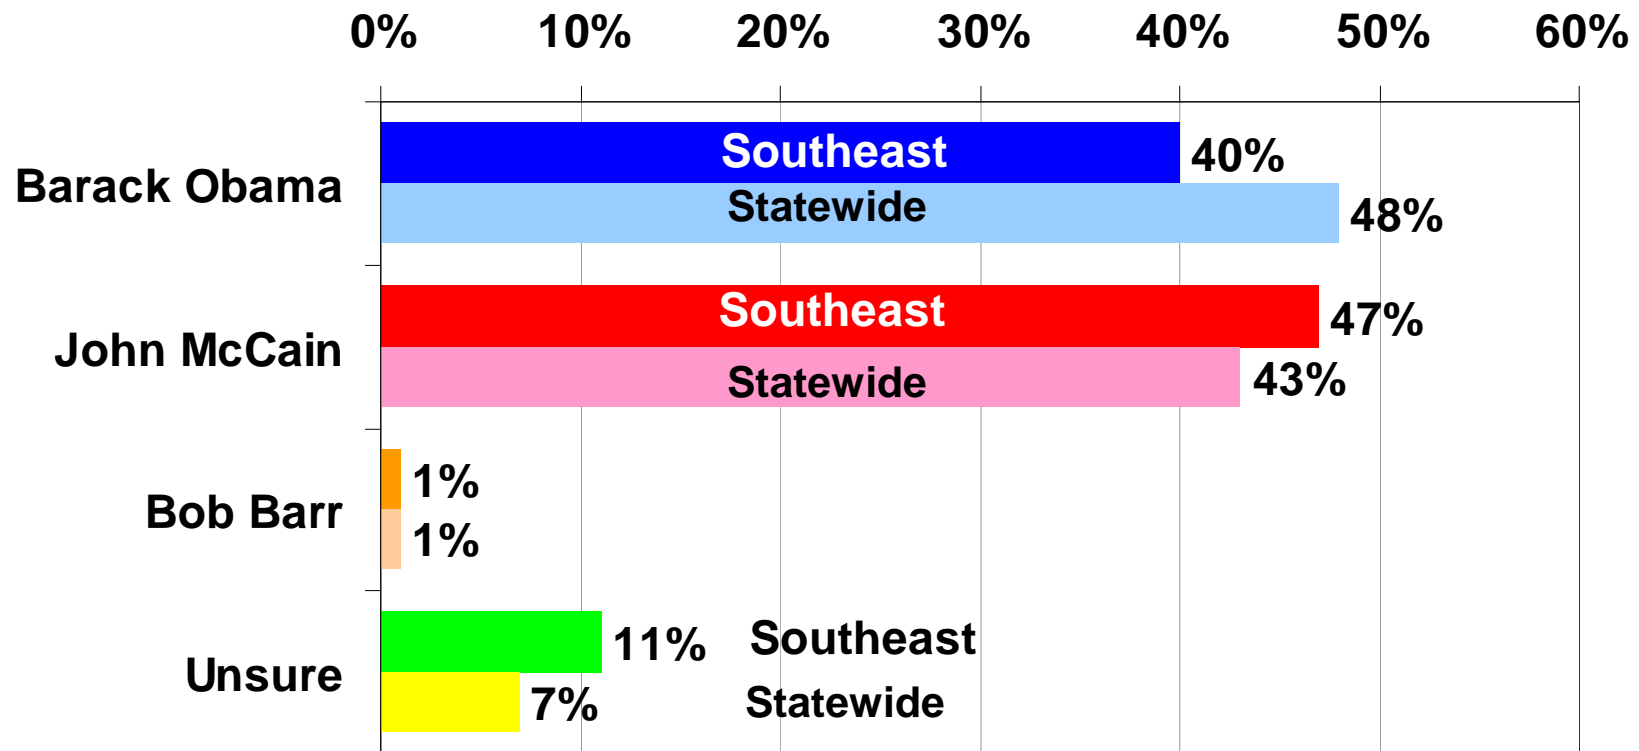 0% 10% 20% 30% 40% 50% 60%
Barack Obama
Southeast 40%
Statewide 48%
John McCain
Southeast 47%
Statewide 43%
Bob Barr
1%
1%
Unsure
11% Southeast
7% Statewide